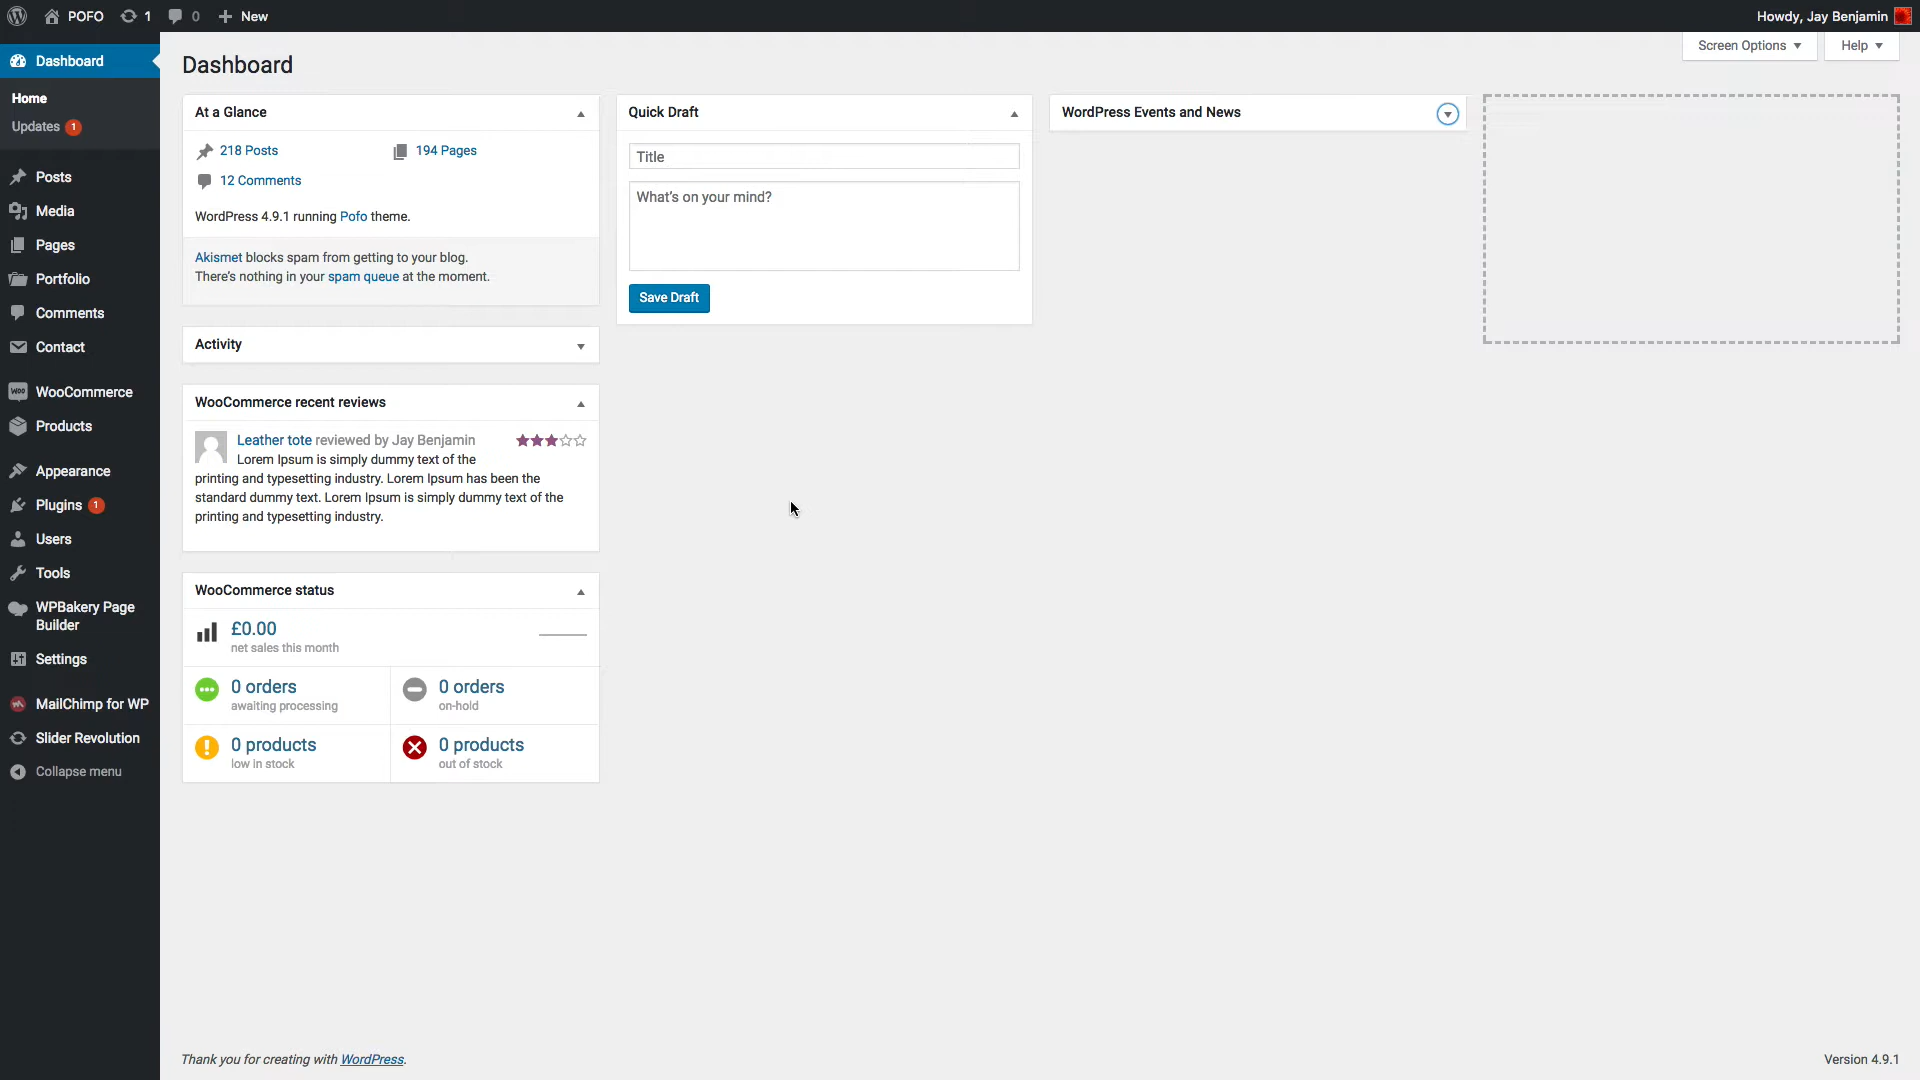 POFO 1 0 New
Howdy, Jay Benjamin
Dashboard
Home
Updates 1
Posts
Media
Pages
Portfolio
Comments
Contact
WooCommerce
Products
Appearance
Plugins 1
Users
Tools
WPBakery Page
Builder
Settings
MailChimp for WP
Slider Revolution
Collapse menu
Screen Options
Help
Dashboard
At a Glance
218 Posts
194 Pages
12 Comments
WordPress 4.9.1 running Pofo theme.
Akismet blocks spam from getting to your blog.
There's nothing in your spam queue at the moment.
Activity
WooCommerce recent reviews
Leather tote reviewed by Jay Benjamin
Lorem Ipsum is simply dummy text of the
printing and typesetting industry. Lorem Ipsum has been the
standard dummy text. Lorem Ipsum is simply dummy text of the
printing and typesetting industry.
WooCommerce status
£0.00
net sales this month
0 orders
awaiting processing
0 orders
on-hold
0 products
low in stock
0 products
out of stock
Quick Draft
Title
What's on your mind?
Save Draft
WordPress Events and News
Thank you for creating with WordPress.
Version 4.9.1